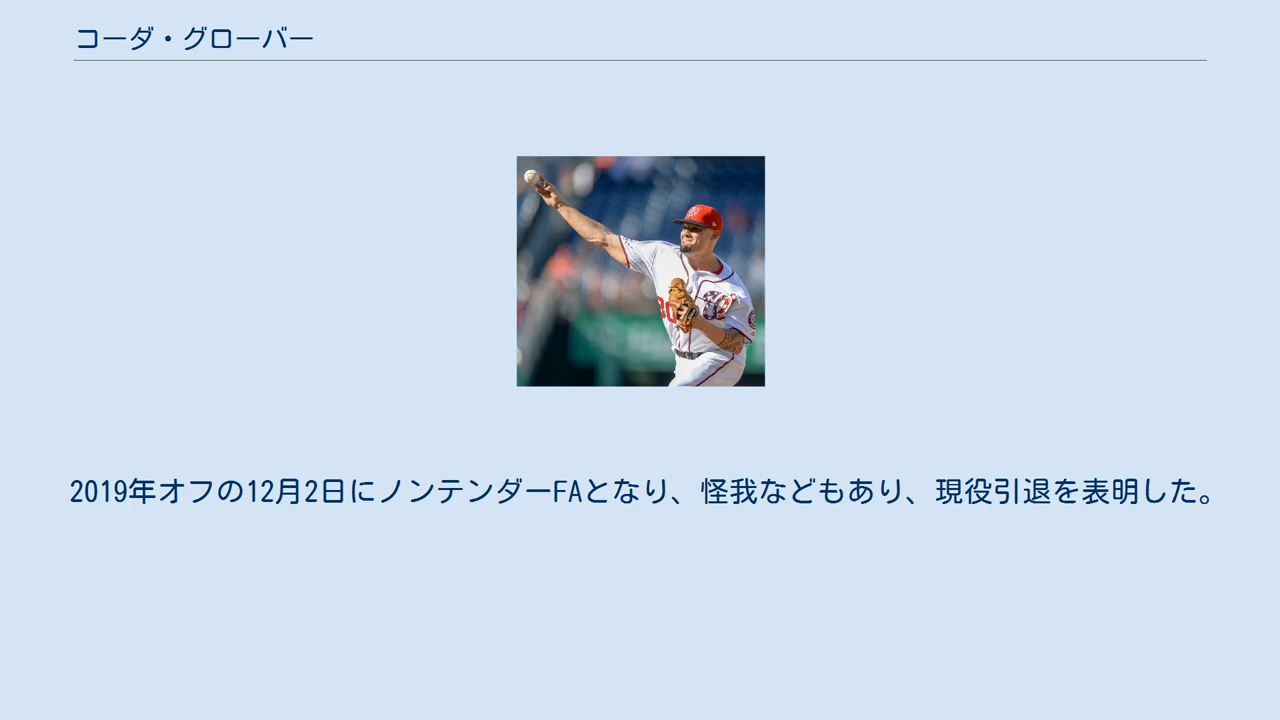 コーダ・グローバー
30
2019年オフの12月2日にノンテンダーFAとなり、怪我などもあり、現役引退を表明した。